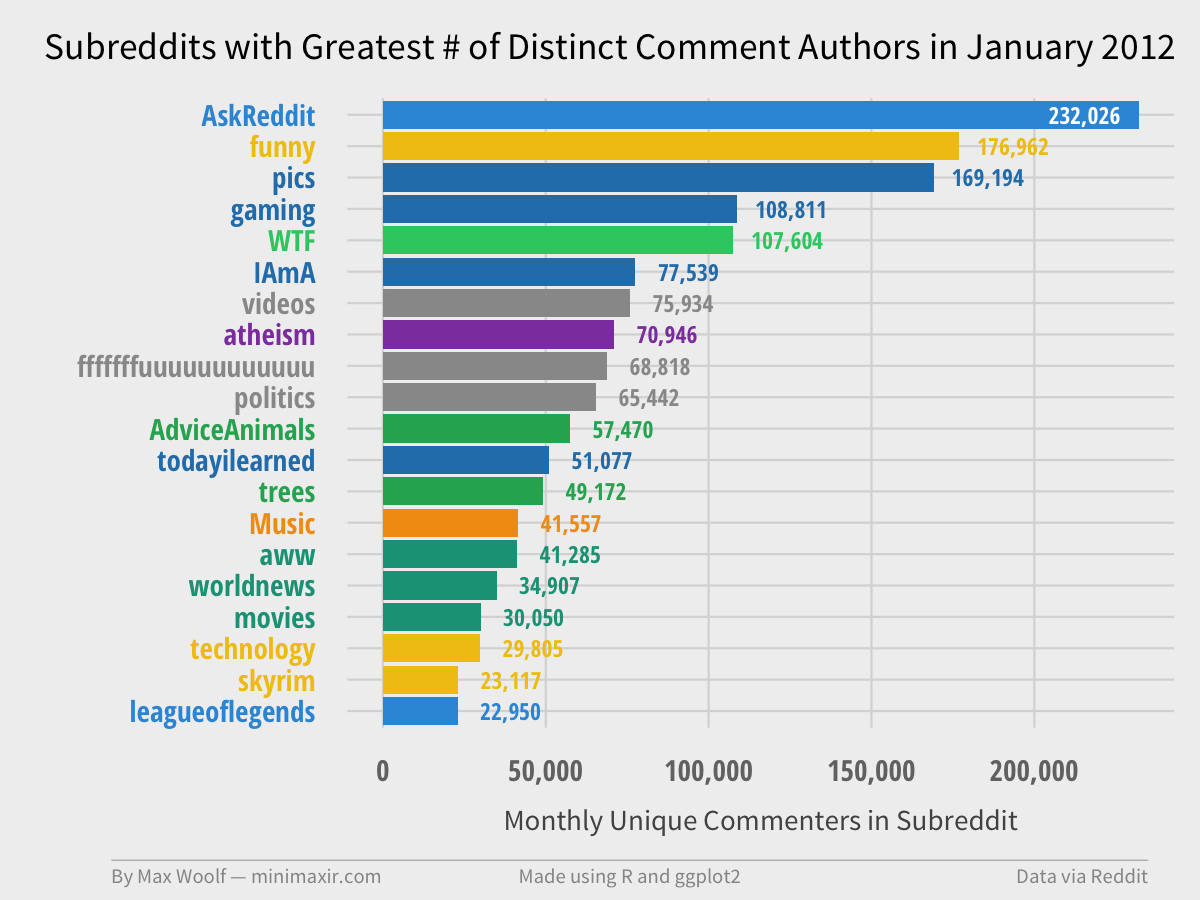 Subreddits with Greatest # of Distinct Comment Authors in January 2012
AskReddit 232,026
funny 176,962
pics 169,194
gaming 108,811
WTF 107,604
IAmA 77,539
videos 75,934
atheism 70,946
fffffffuuuuuuuuuuuu 68,818
politics 65,442
AdviceAnimals 57,470
todayilearned 51,077
trees 49,172
Music 41,557
aww 41,285
worldnews 34,907
movies 30,050
technology 29,805
skyrim 23,117
leagueoflegends 22,950
0 50,000 100,000 150,000 200,000
Monthly Unique Commenters in Subreddit
By Max Woolf — minimaxir.com Made using R and ggplot2 Data via Reddit